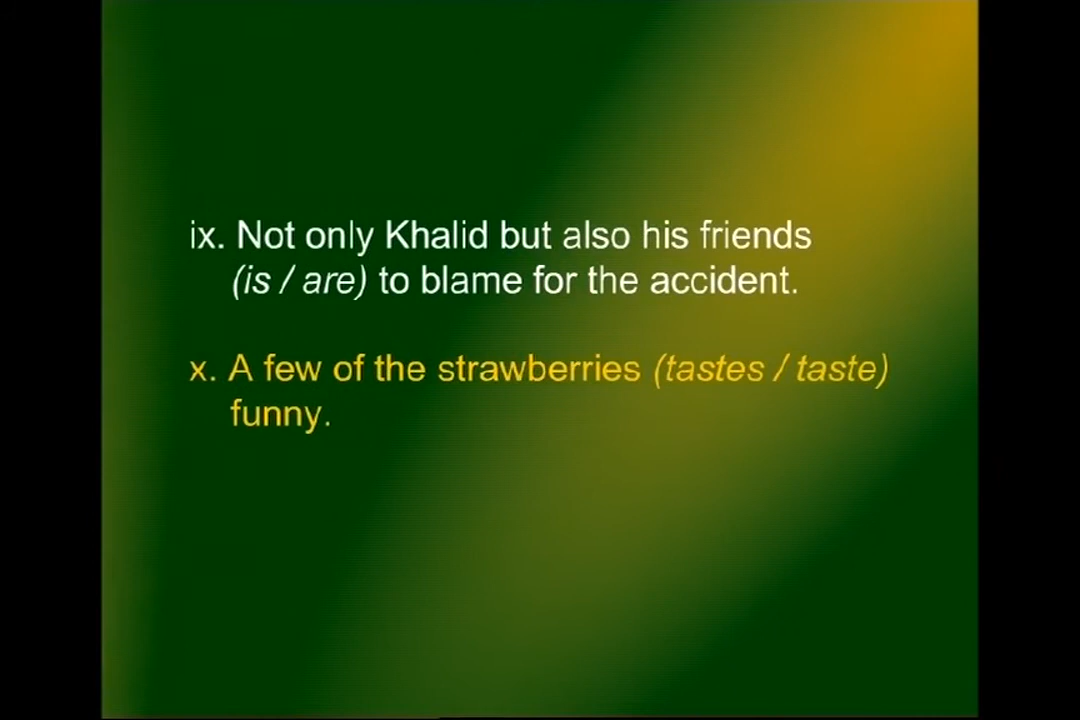 ix. Not only Khalid but also his friends
(is / are) to blame for the accident.
x. A few of the strawberries (tastes / taste)
funny.